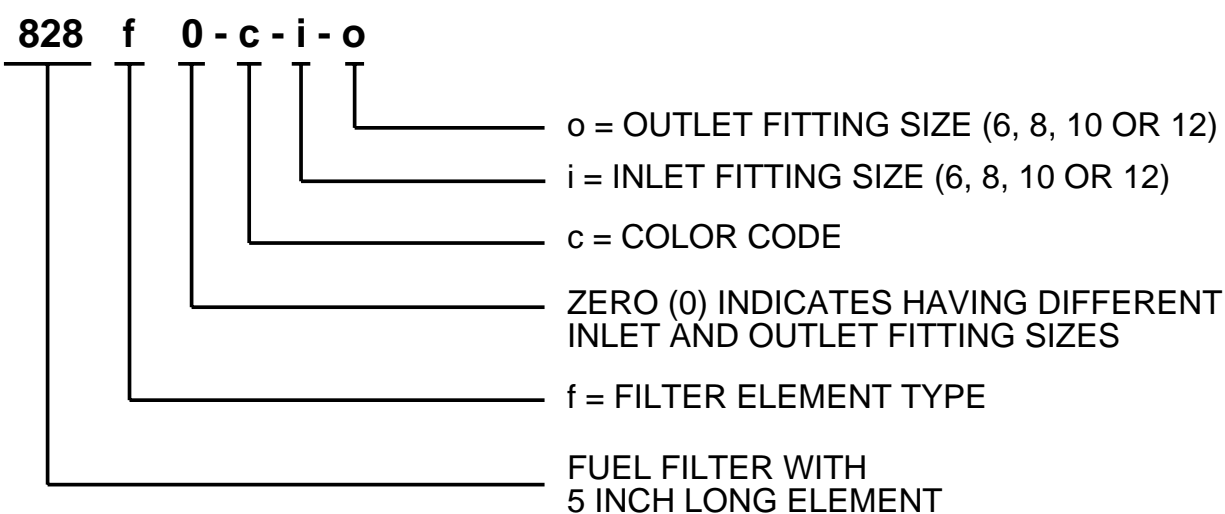 828 f 0 - c - i - o
o = OUTLET FITTING SIZE (6, 8, 10 OR 12)
i = INLET FITTING SIZE (6, 8, 10 OR 12)
c = COLOR CODE
ZERO (0) INDICATES HAVING DIFFERENT
INLET AND OUTLET FITTING SIZES
f = FILTER ELEMENT TYPE
FUEL FILTER WITH
5 INCH LONG ELEMENT